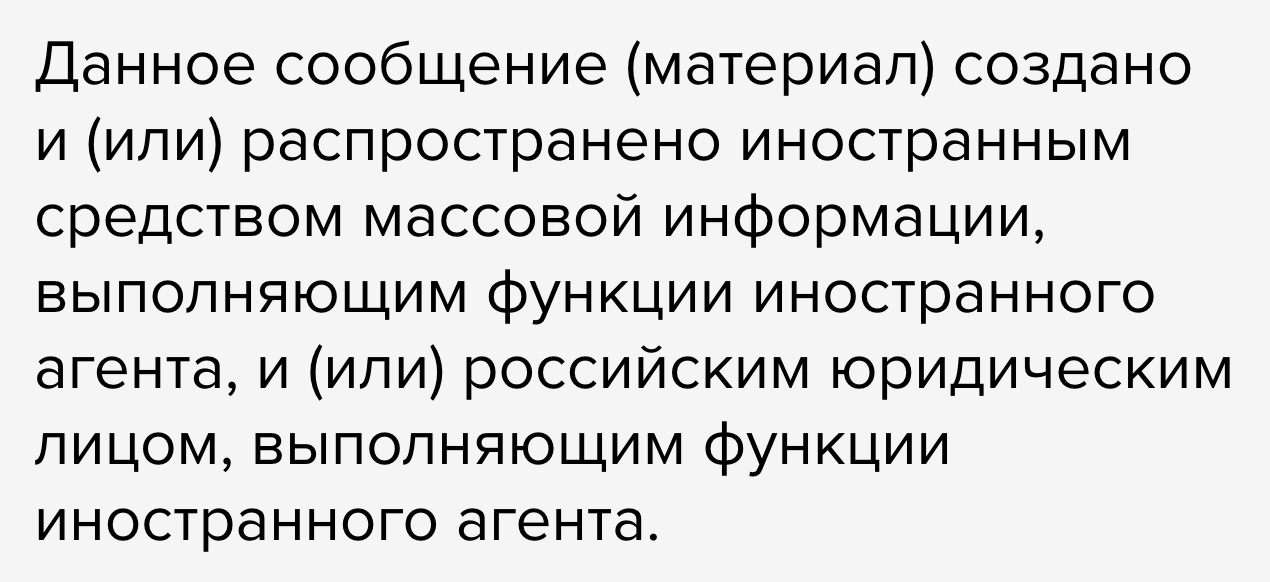 Данное сообщение (материал) создано
и (или) распространено иностранным
средством массовой информации,
выполняющим функции иностранного
агента, и (или) российским юридическим
лицом, выполняющим функции
иностранного агента.